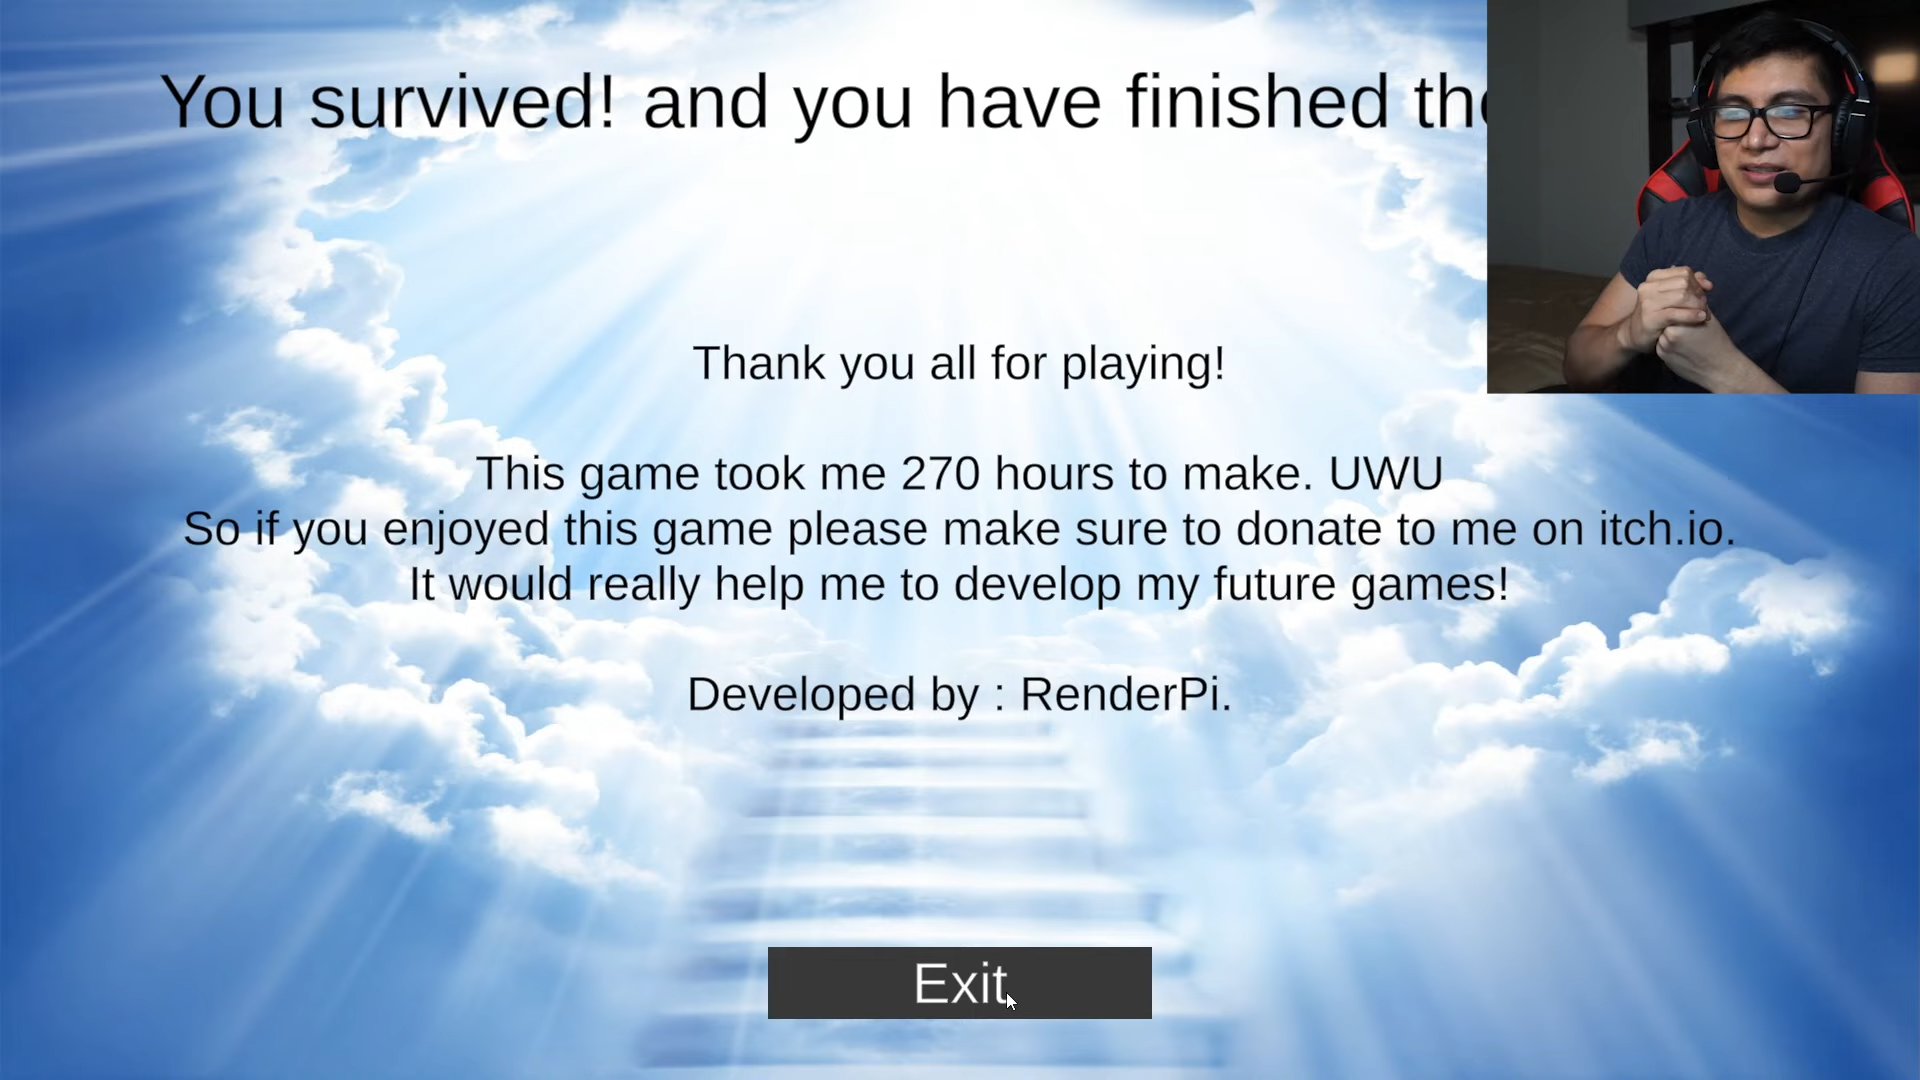 You survived! and you have finished
Thank you all for playing!
This game took me 270 hours to make. UWU
So if you enjoyed this game please make sure to donate to me on itch.io.
It would really help me to develop my future games!
Developed by : RenderPi.
Exit